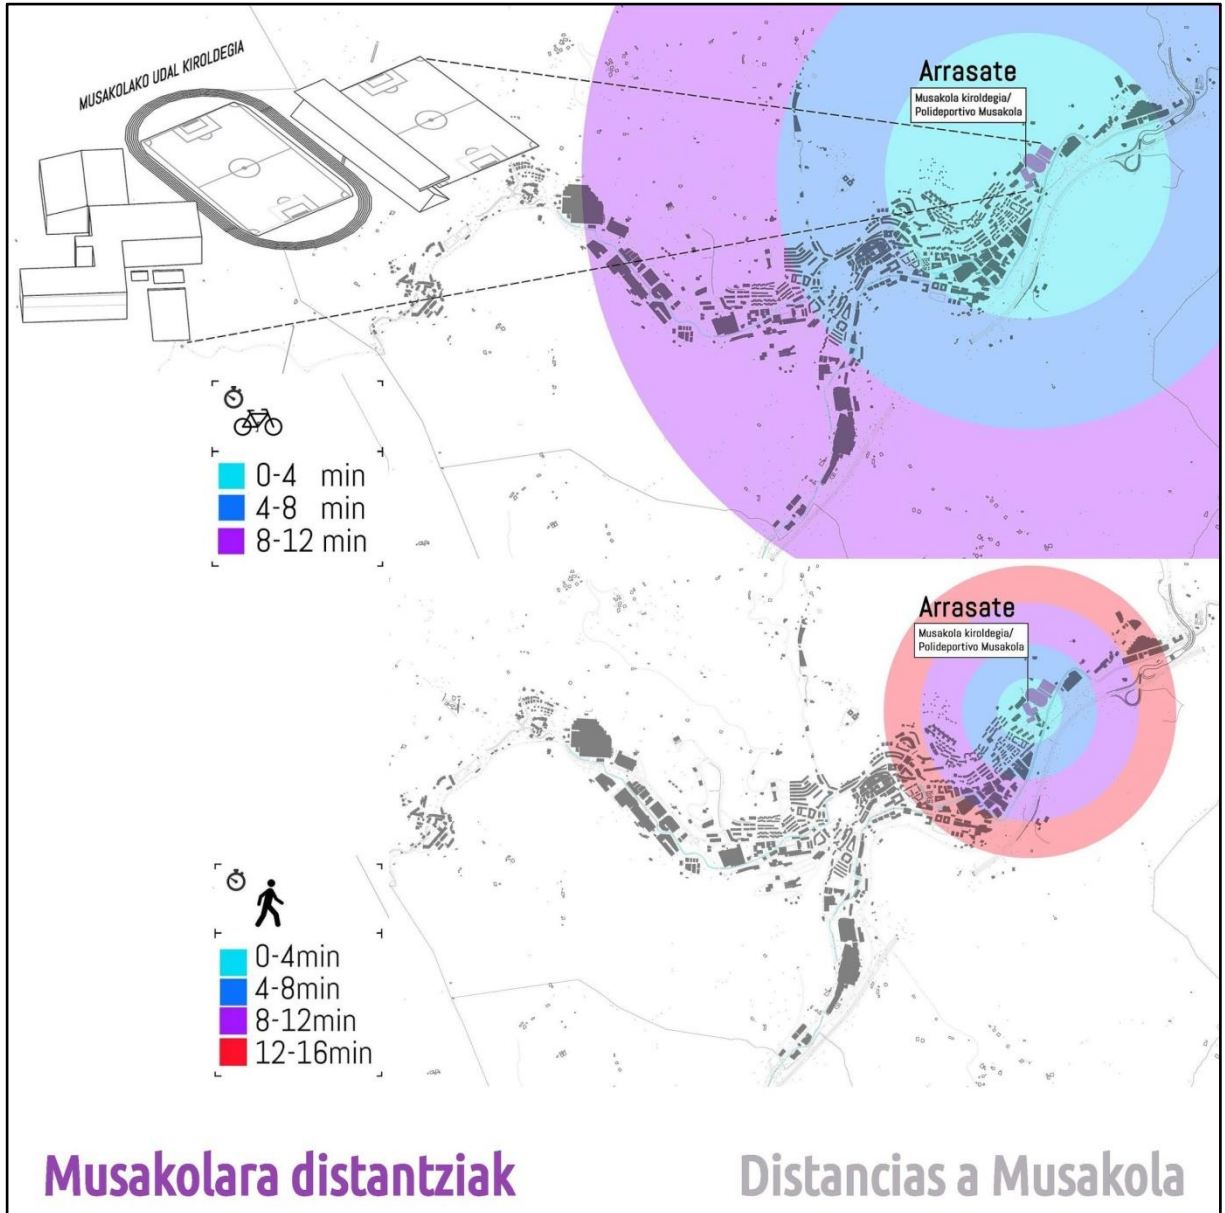 MUSAKOLAKO UDAL KIROLDEGIA
Arrasate
Musakola kiroldegia/
Polideportivo Musakola
0-4 min
4-8 min
8-12 min
Arrasate
Musakola kiroldegia/
Polideportivo Musakola
0-4min
4-8min
8-12min
12-16min
Musakolara distantziak
Distancias a Musakola